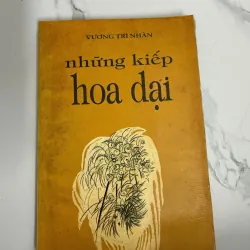 VƯƠNG TRÍ NHÀN
những kiếp
hoa dại